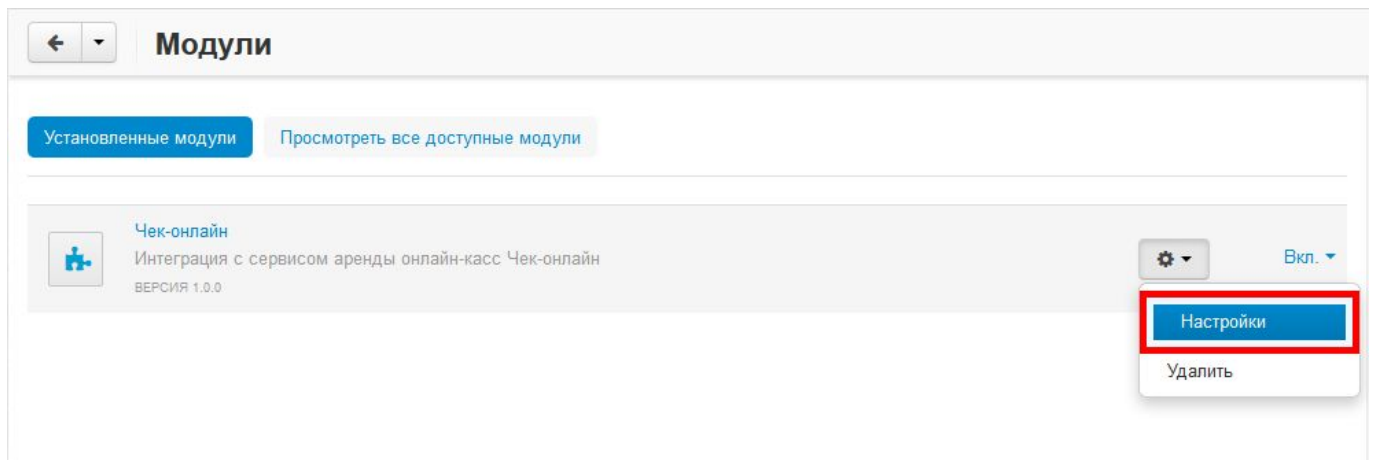 Модули
Установленные модули
Просмотреть все доступные модули
Чек-онлайн
Интеграция с сервисом аренды онлайн-касс Чек-онлайн
ВЕРСИЯ 1.0.0
Вкл.
Настройки
Удалить